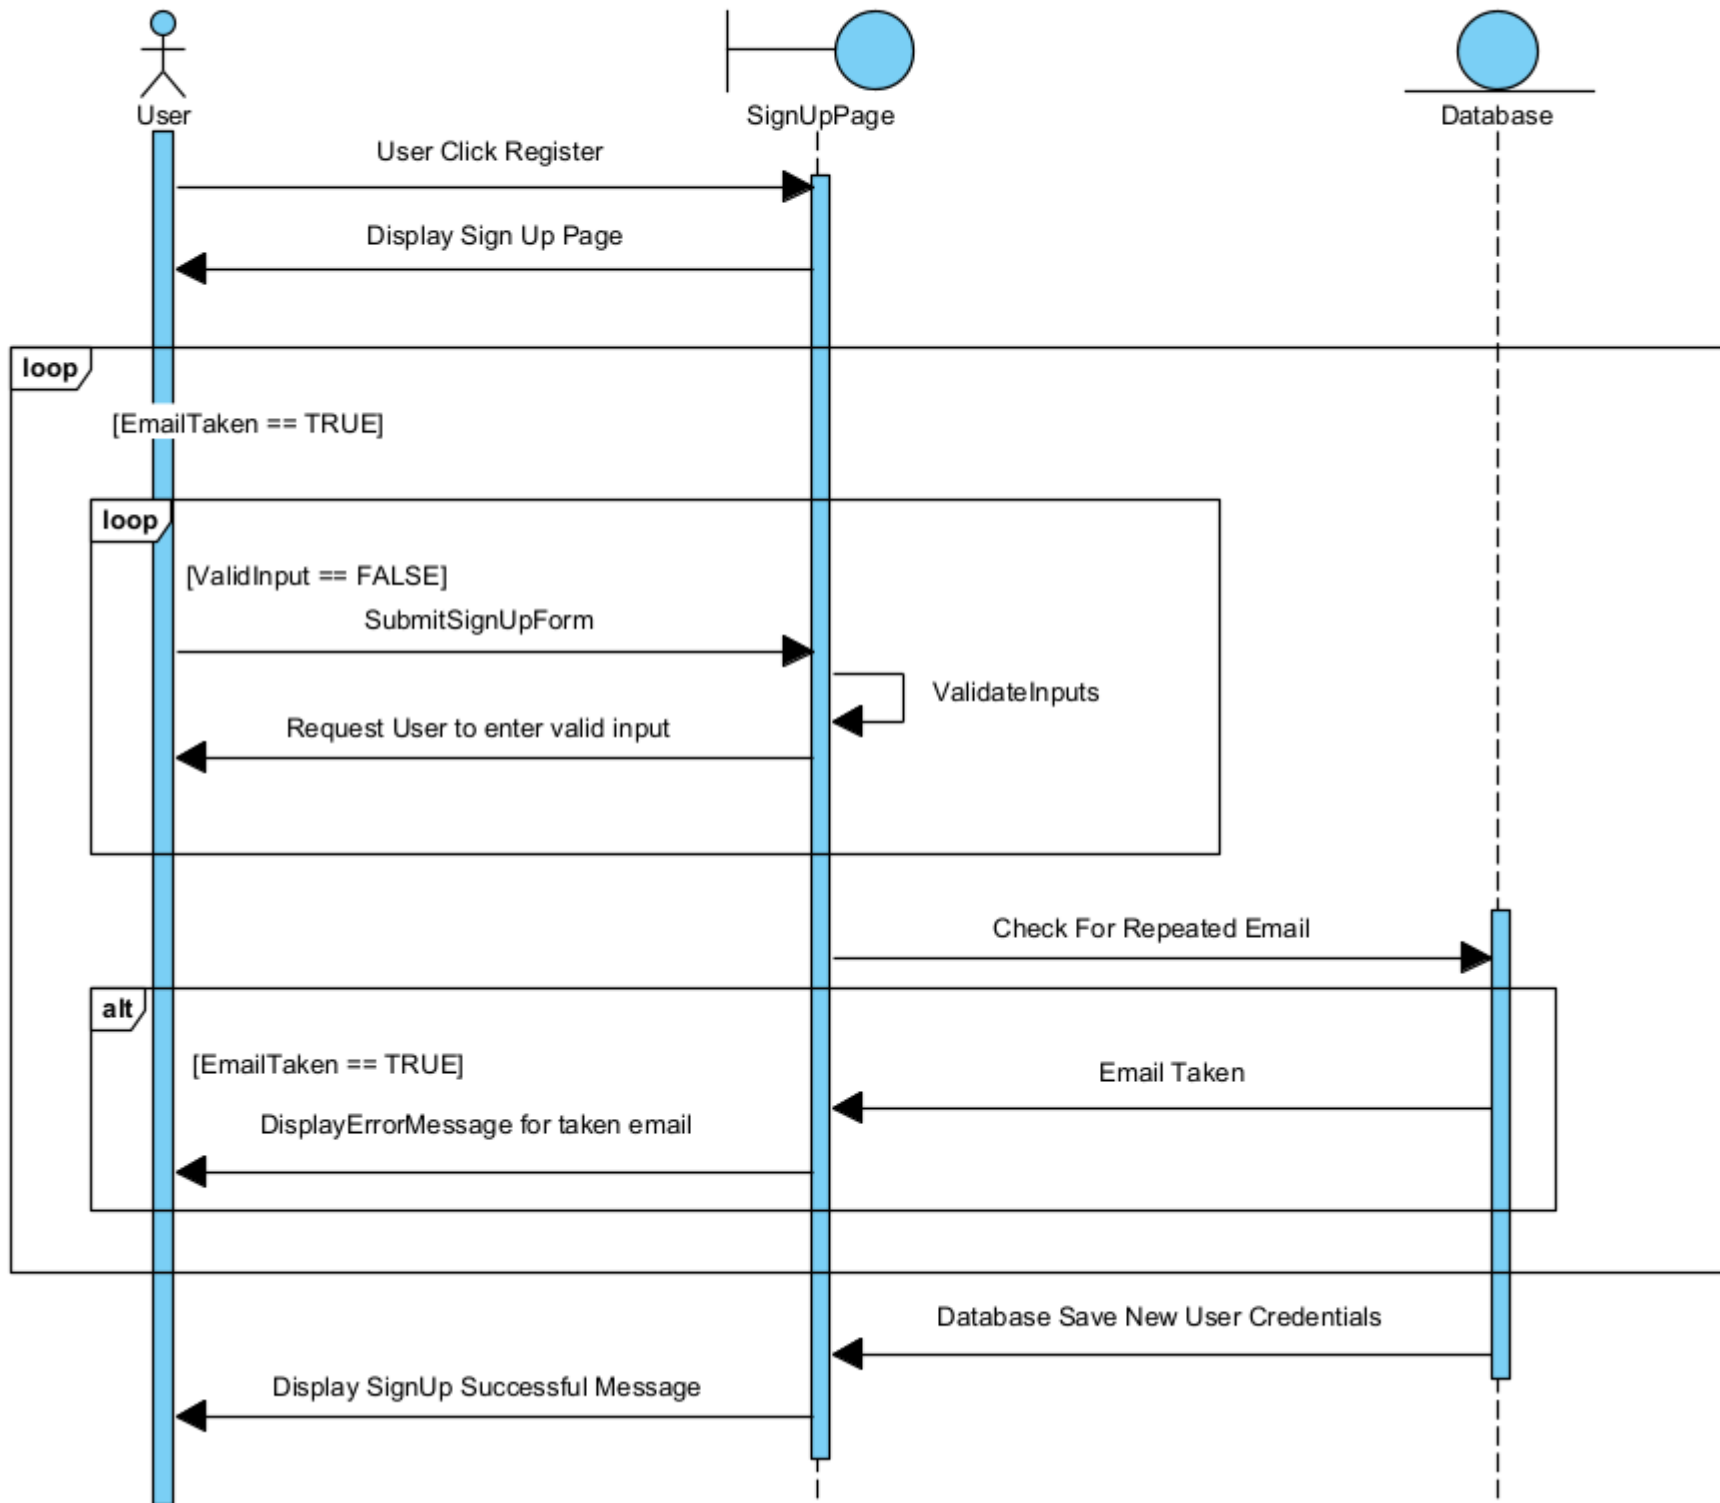 User
SignUpPage
Database
User Click Register
Display Sign Up Page
loop
[EmailTaken == TRUE]
loop
[ValidInput == FALSE]
SubmitSignUpForm
ValidateInputs
Request User to enter valid input
Check For Repeated Email
alt
[EmailTaken == TRUE]
Email Taken
DisplayErrorMessage for taken email
Database Save New User Credentials
Display SignUp Successful Message